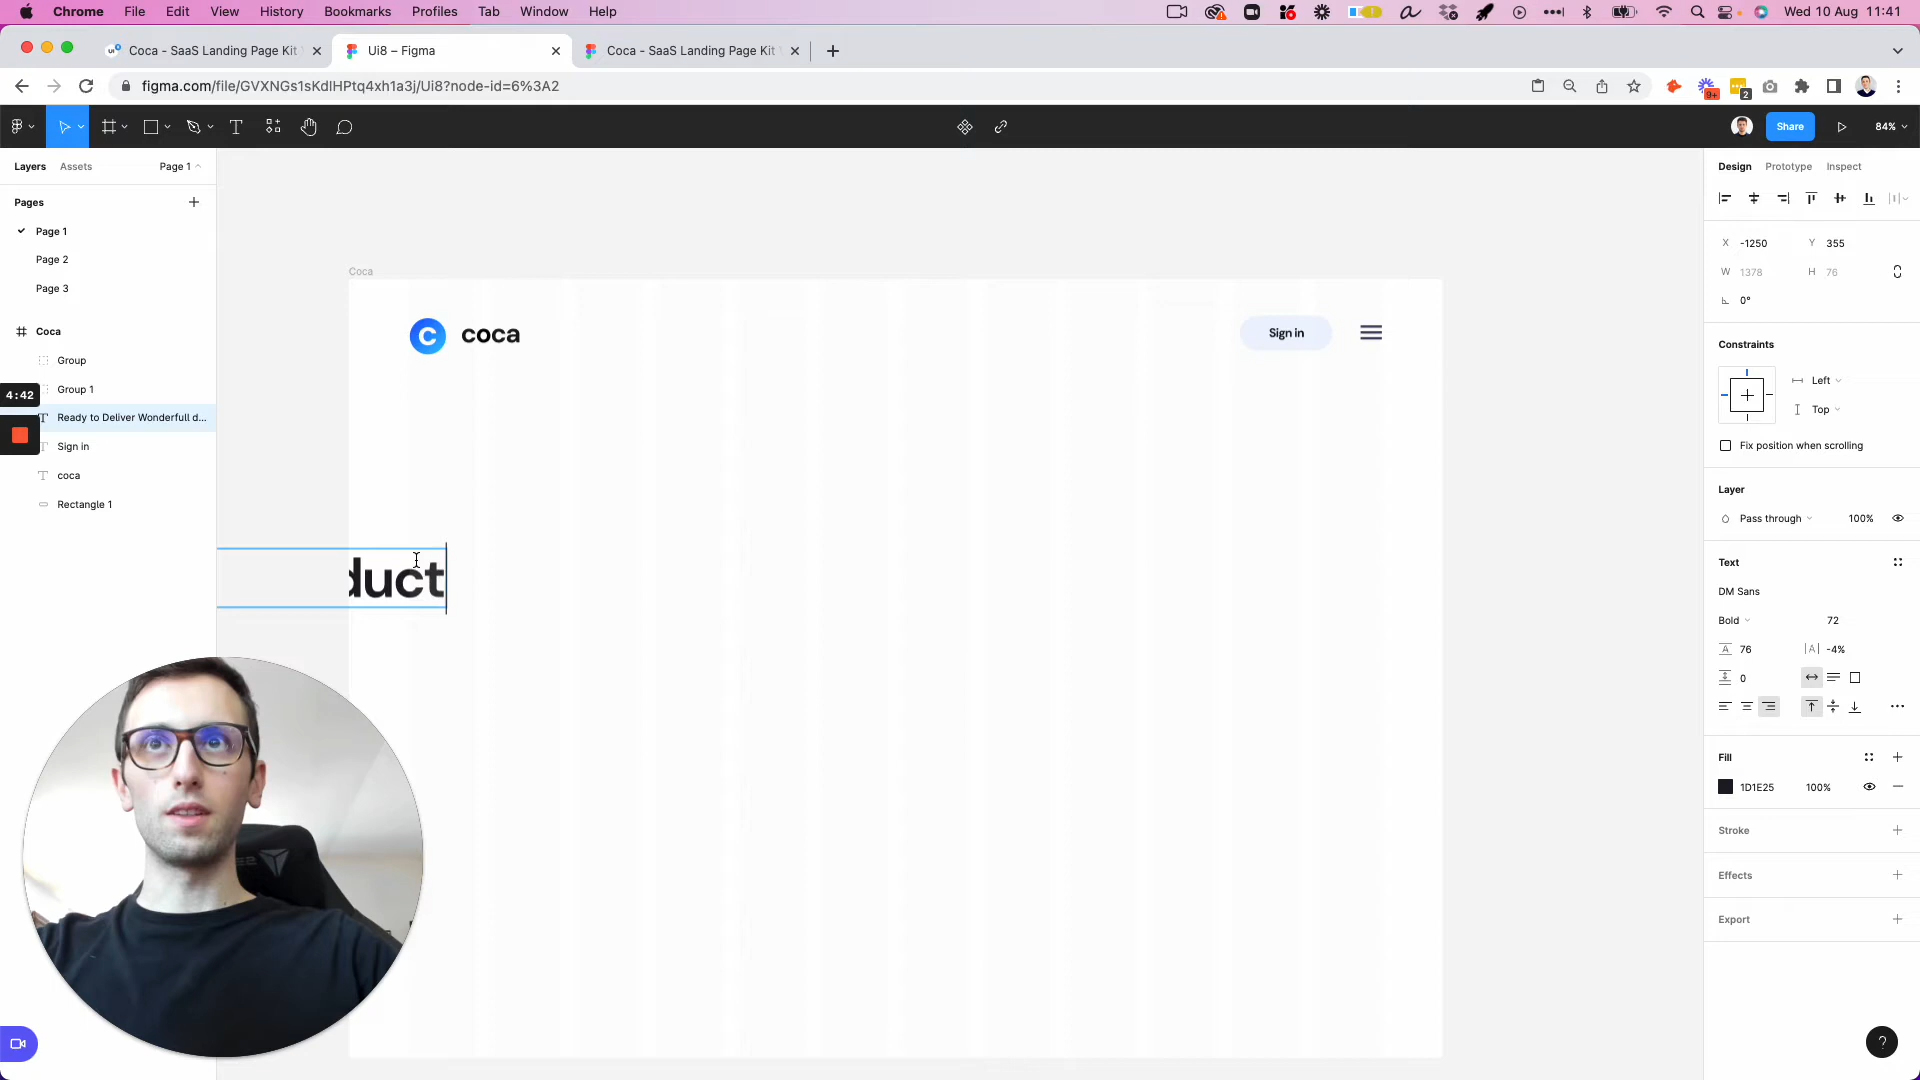 Chrome File Edit View History Bookmarks Profiles Tab Window Help
Wed 10 Aug 11:41
Coca - SaaS Landing Page Kit
Ui8 – Figma
Coca - SaaS Landing Page Kit
figma.com/file/GVXNGs1sKdlHPtq4xh1a3j/Ui8?node-id=6%3A2
9+
2
Share
84%
Layers Assets Page 1
Pages
Page 1
Page 2
Page 3
Coca
Group
Group 1
4:42
Ready to Deliver Wonderfull d...
Sign in
coca
Rectangle 1
Coca
C coca
Sign in
duct
Design Prototype Inspect
X -1250 Y 355
W 1378 H 76
0°
Constraints
Left
Top
Fix position when scrolling
Layer
Pass through 100%
Text
DM Sans
Bold 72
A 76 |A| -4%
0
Fill
1D1E25 100%
Stroke
Effects
Export
?